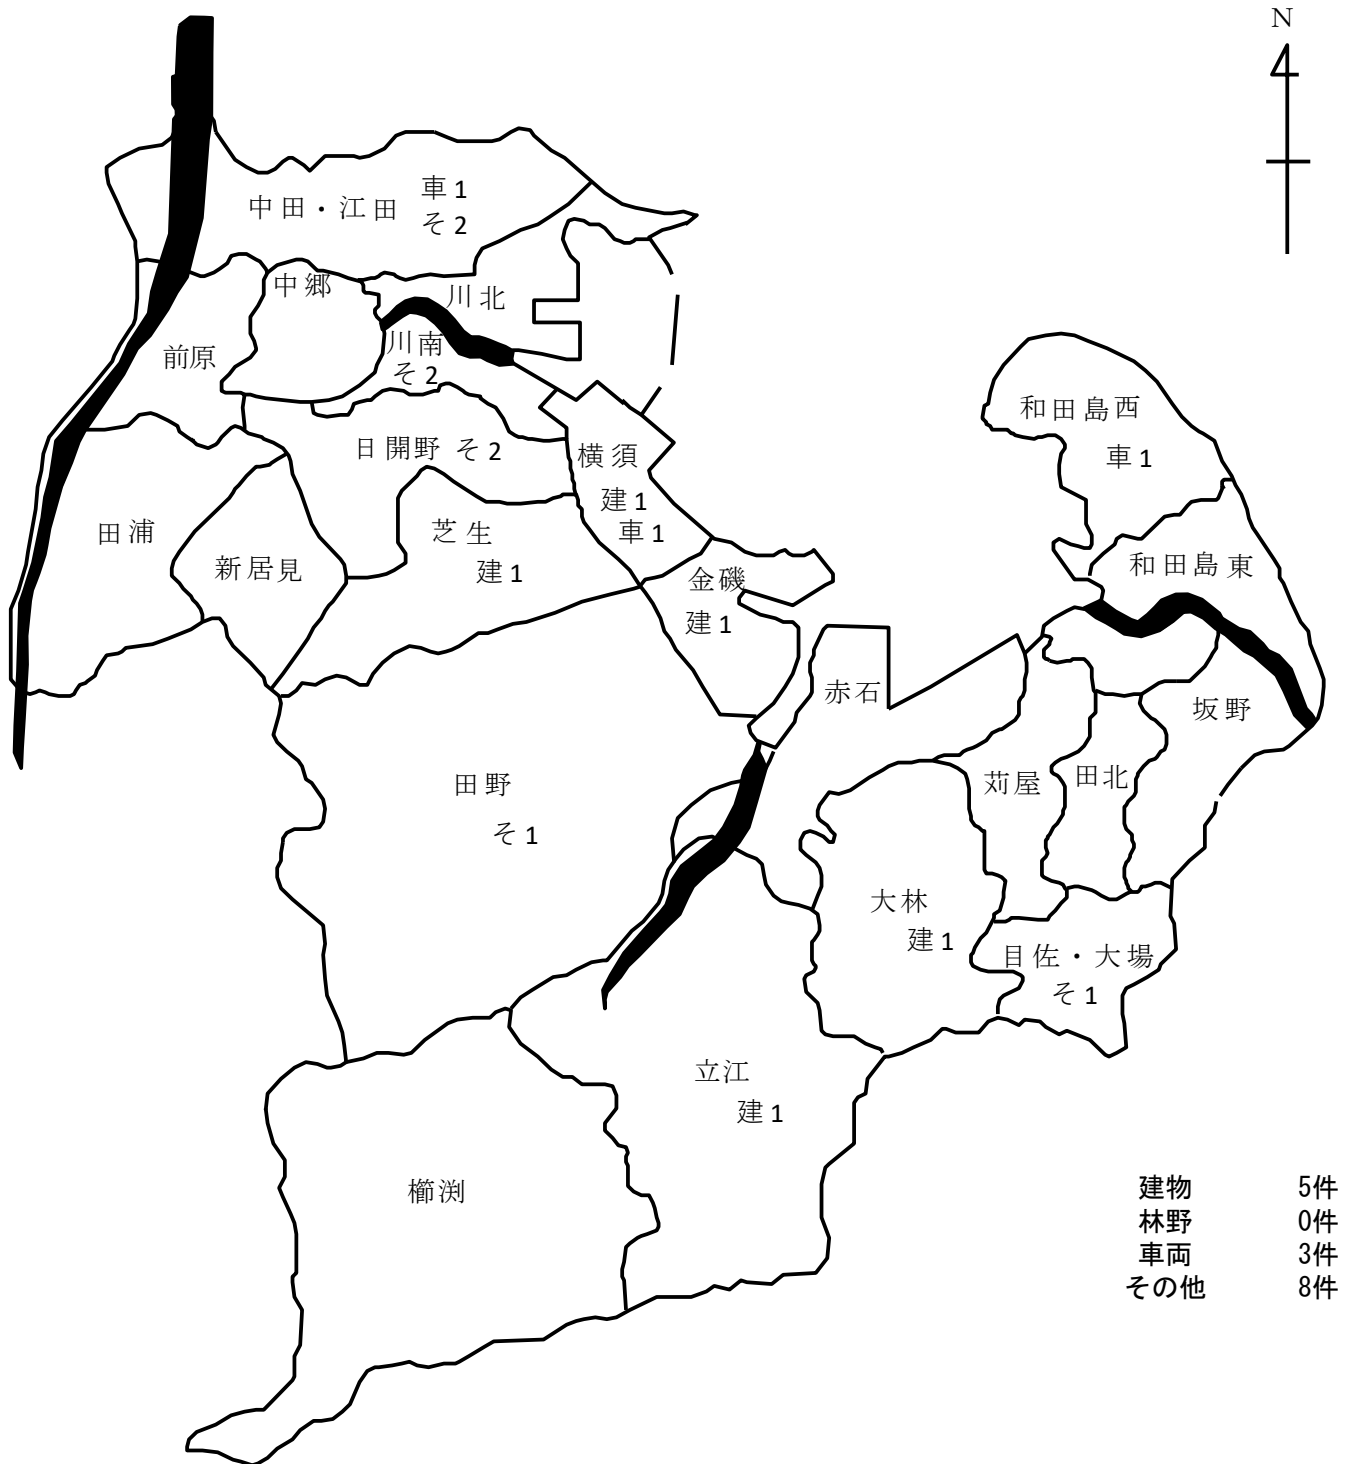 N
中田・江田 車1
そ2
中郷
川北
前原
川南
そ2
日開野 そ2
横須
建1
車1
田浦
新居見
芝生
建1
金磯
建1
和田島西
車1
和田島東
赤石
坂野
田野
そ1
苅屋
田北
大林
建1
目佐・大場
そ1
立江
建1
櫛渕
建物 5件
林野 0件
車両 3件
その他 8件